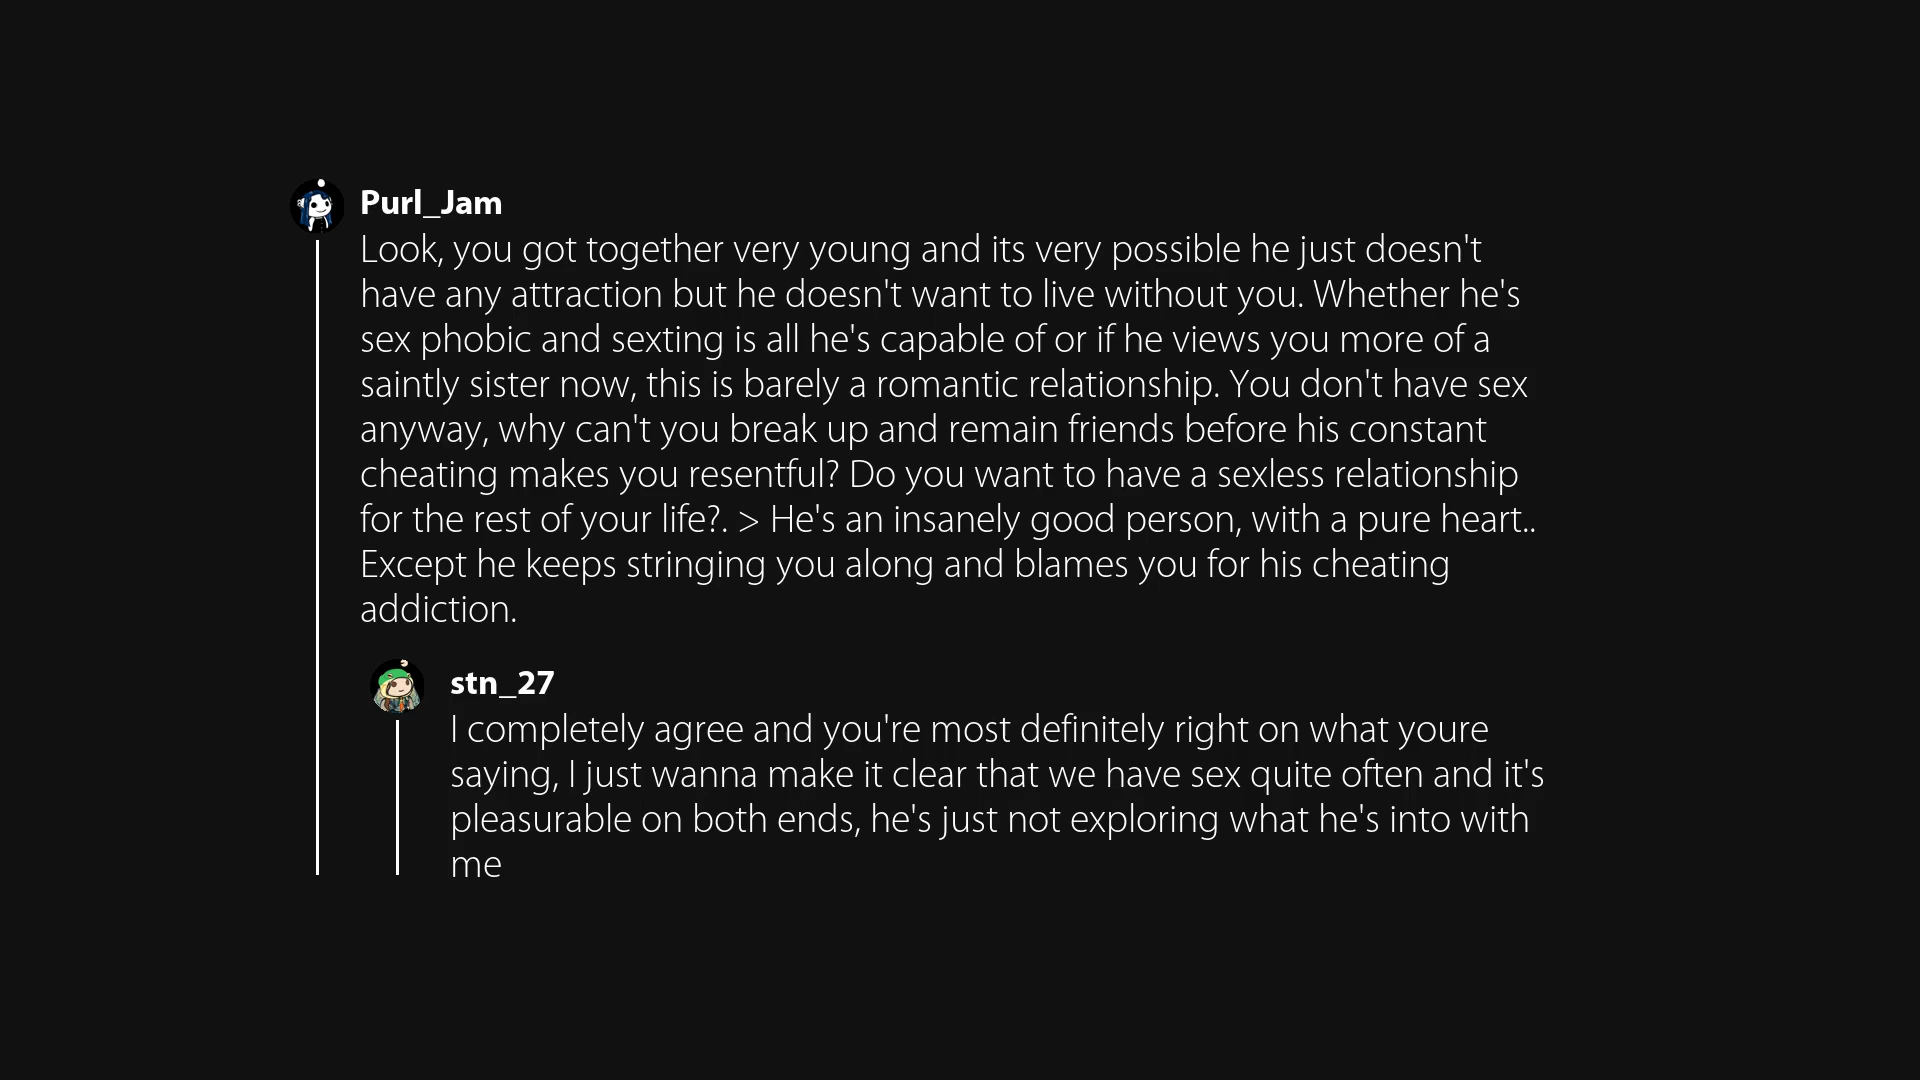 Purl_Jam
Look, you got together very young and its very possible he just doesn't
have any attraction but he doesn't want to live without you. Whether he's
sex phobic and sexting is all he's capable of or if he views you more of a
saintly sister now, this is barely a romantic relationship. You don't have sex
anyway, why can't you break up and remain friends before his constant
cheating makes you resentful? Do you want to have a sexless relationship
for the rest of your life?. > He's an insanely good person, with a pure heart..
Except he keeps stringing you along and blames you for his cheating
addiction.
stn_27
I completely agree and you're most definitely right on what youre
saying, I just wanna make it clear that we have sex quite often and it's
pleasurable on both ends, he's just not exploring what he's into with
me